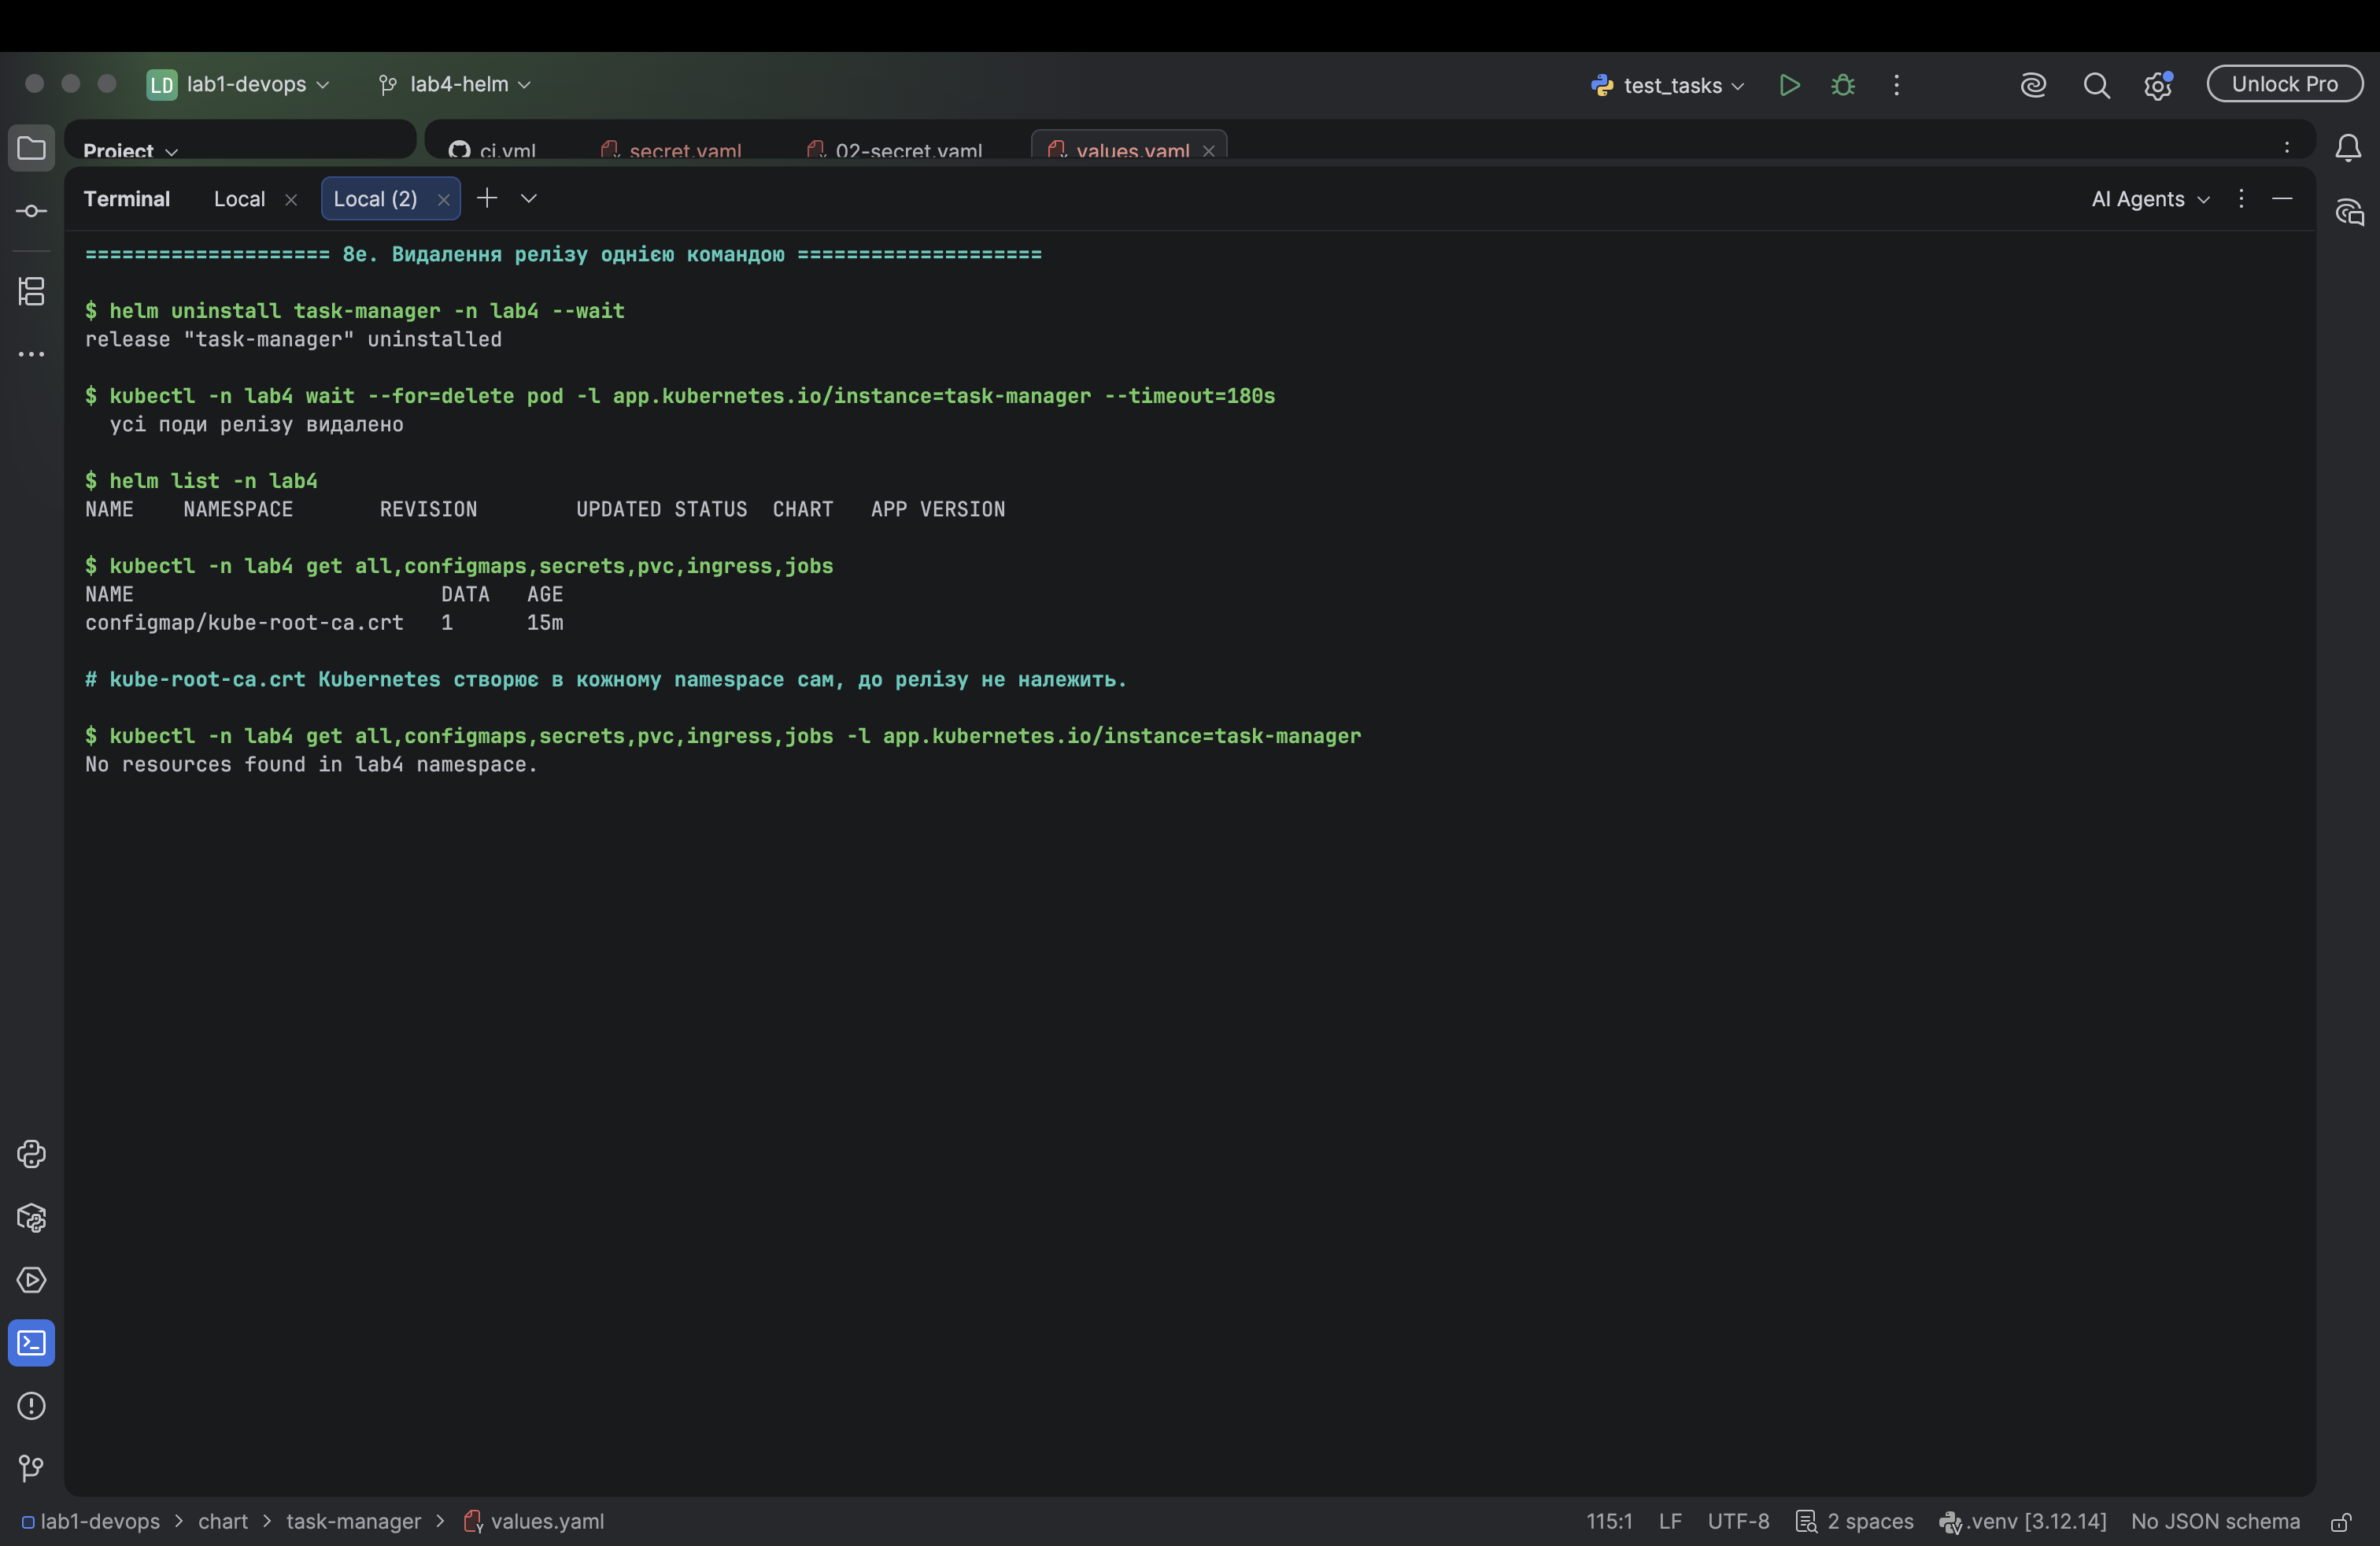 LD lab1-devops lab4-helm test_tasks Unlock Pro
Project ci.yml secret.yaml 02-secret.yaml values.yaml
Terminal Local Local (2) AI Agents
==================== 8e. Видалення релізу однією командою ====================
$ helm uninstall task-manager -n lab4 --wait
release "task-manager" uninstalled
$ kubectl -n lab4 wait --for=delete pod -l app.kubernetes.io/instance=task-manager --timeout=180s
усі поди релізу видалено
$ helm list -n lab4
NAME NAMESPACE REVISION UPDATED STATUS CHART APP VERSION
$ kubectl -n lab4 get all,configmaps,secrets,pvc,ingress,jobs
NAME DATA AGE
configmap/kube-root-ca.crt 1 15m
# kube-root-ca.crt Kubernetes створює в кожному namespace сам, до релізу не належить.
$ kubectl -n lab4 get all,configmaps,secrets,pvc,ingress,jobs -l app.kubernetes.io/instance=task-manager
No resources found in lab4 namespace.
lab1-devops > chart > task-manager > values.yaml 115:1 LF UTF-8 2 spaces .venv [3.12.14] No JSON schema